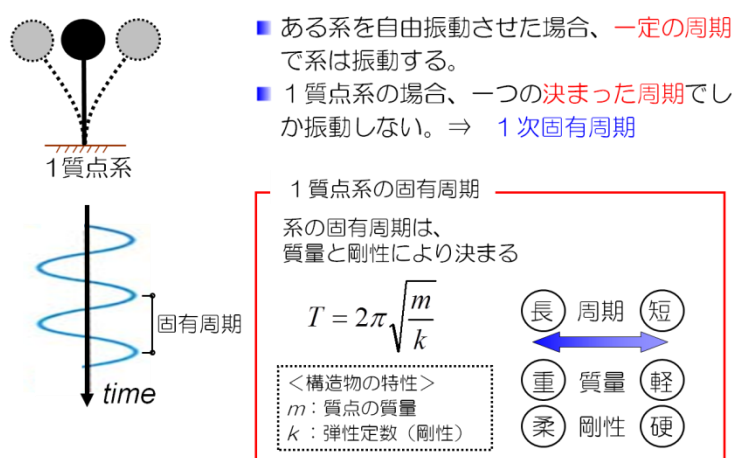 ■ ある系を自由振動させた場合、一定の周期
で系は振動する。
■ １質点系の場合、一つの決まった周期でし
か振動しない。⇒　１次固有周期
１質点系
固有周期
time
１質点系の固有周期
系の固有周期は、
質量と剛性により決まる
T = 2π√(m/k)
＜構造物の特性＞
m：質点の質量
k：弾性定数（剛性）
長　周期　短
重　質量　軽
柔　剛性　硬